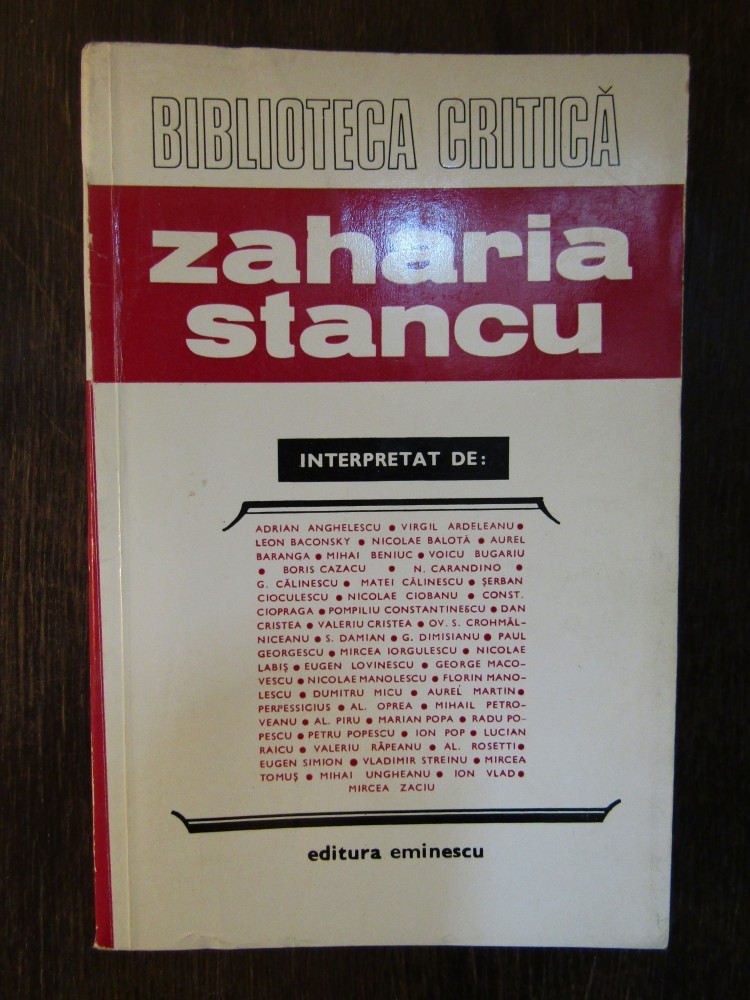 BIBLIOTECA CRITICĂ
zaharia
stancu
INTERPRETAT DE:
ADRIAN ANGHELESCU ● VIRGIL ARDELEANU ●
LEON BACONSKY ● NICOLAE BALOTĂ ● AUREL
BARANGA ● MIHAI BENIUC ● VOICU BUGARIU
● BORIS CAZACU ● N. CARANDINO ●
G. CĂLINESCU ● MATEI CĂLINESCU ● ȘERBAN
CIOCULESCU ● NICOLAE CIOBANU ● CONST.
CIOPRAGA ● POMPILIU CONSTANTINESCU ● DAN
CRISTEA ● VALERIU CRISTEA ● OV. S. CROHMĂL-
NICEANU ● S. DAMIAN ● G. DIMISIANU ● PAUL
GEORGESCU ● MIRCEA IORGULESCU ● NICOLAE
LABIȘ ● EUGEN LOVINESCU ● GEORGE MACO-
VESCU ● NICOLAE MANOLESCU ● FLORIN MANO-
LESCU ● DUMITRU MICU ● AUREL MARTIN ●
PERPESSICIUS ● AL. OPREA ● MIHAIL PETRO-
VEANU ● AL. PIRU ● MARIAN POPA ● RADU PO-
PESCU ● PETRU POPESCU ● ION POP ● LUCIAN
RAICU ● VALERIU RÂPEANU ● AL. ROSETTI ●
EUGEN SIMION ● VLADIMIR STREINU ● MIRCEA
TOMUȘ ● MIHAI UNGHEANU ● ION VLAD ●
MIRCEA ZACIU
editura eminescu